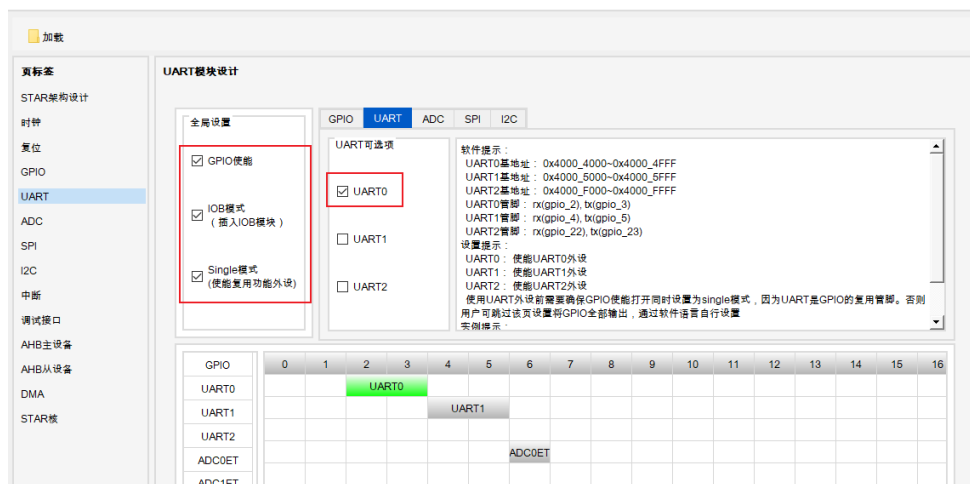 加载
页标签
STAR架构设计
时钟
复位
GPIO
UART
ADC
SPI
I2C
中断
调试接口
AHB主设备
AHB从设备
DMA
STAR核
UART模块设计
全局设置
GPIO使能
IOB模式
(插入IOB模块)
Single模式
(使能复用功能外设)
GPIO UART ADC SPI I2C
UART可选项
UART0
UART1
UART2
软件提示:
UART0基地址: 0x4000_4000~0x4000_4FFF
UART1基地址: 0x4000_5000~0x4000_5FFF
UART2基地址: 0x4000_F000~0x4000_FFFF
UART0管脚: rx(gpio_2), tx(gpio_3)
UART1管脚: rx(gpio_4), tx(gpio_5)
UART2管脚: rx(gpio_22), tx(gpio_23)
设置提示:
UART0: 使能UART0外设
UART1: 使能UART1外设
UART2: 使能UART2外设
使用UART外设前需要确保GPIO使能打开同时设置为single模式,因为UART是GPIO的复用管脚。否则
用户可跳过该页设置将GPIO全部输出,通过软件语言自行设置
实例提示:
GPIO 0 1 2 3 4 5 6 7 8 9 10 11 12 13 14 15 16
UART0 UART0
UART1 UART1
UART2
ADC0ET ADC0ET
ADC1ET